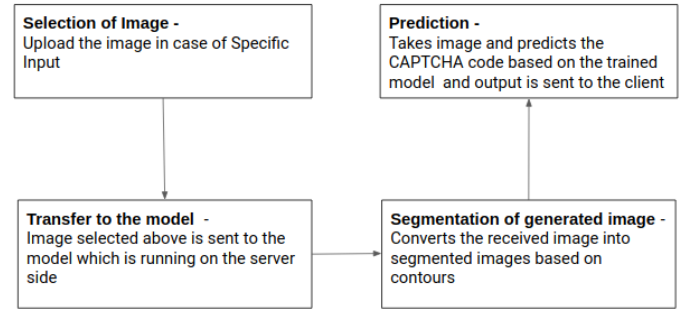 Selection of Image -
Upload the image in case of Specific
Input
Transfer to the model  -
Image selected above is sent to the
model which is running on the server
side
Segmentation of generated image -
Converts the received image into
segmented images based on
contours
Prediction -
Takes image and predicts the
CAPTCHA code based on the trained
model  and output is sent to the client